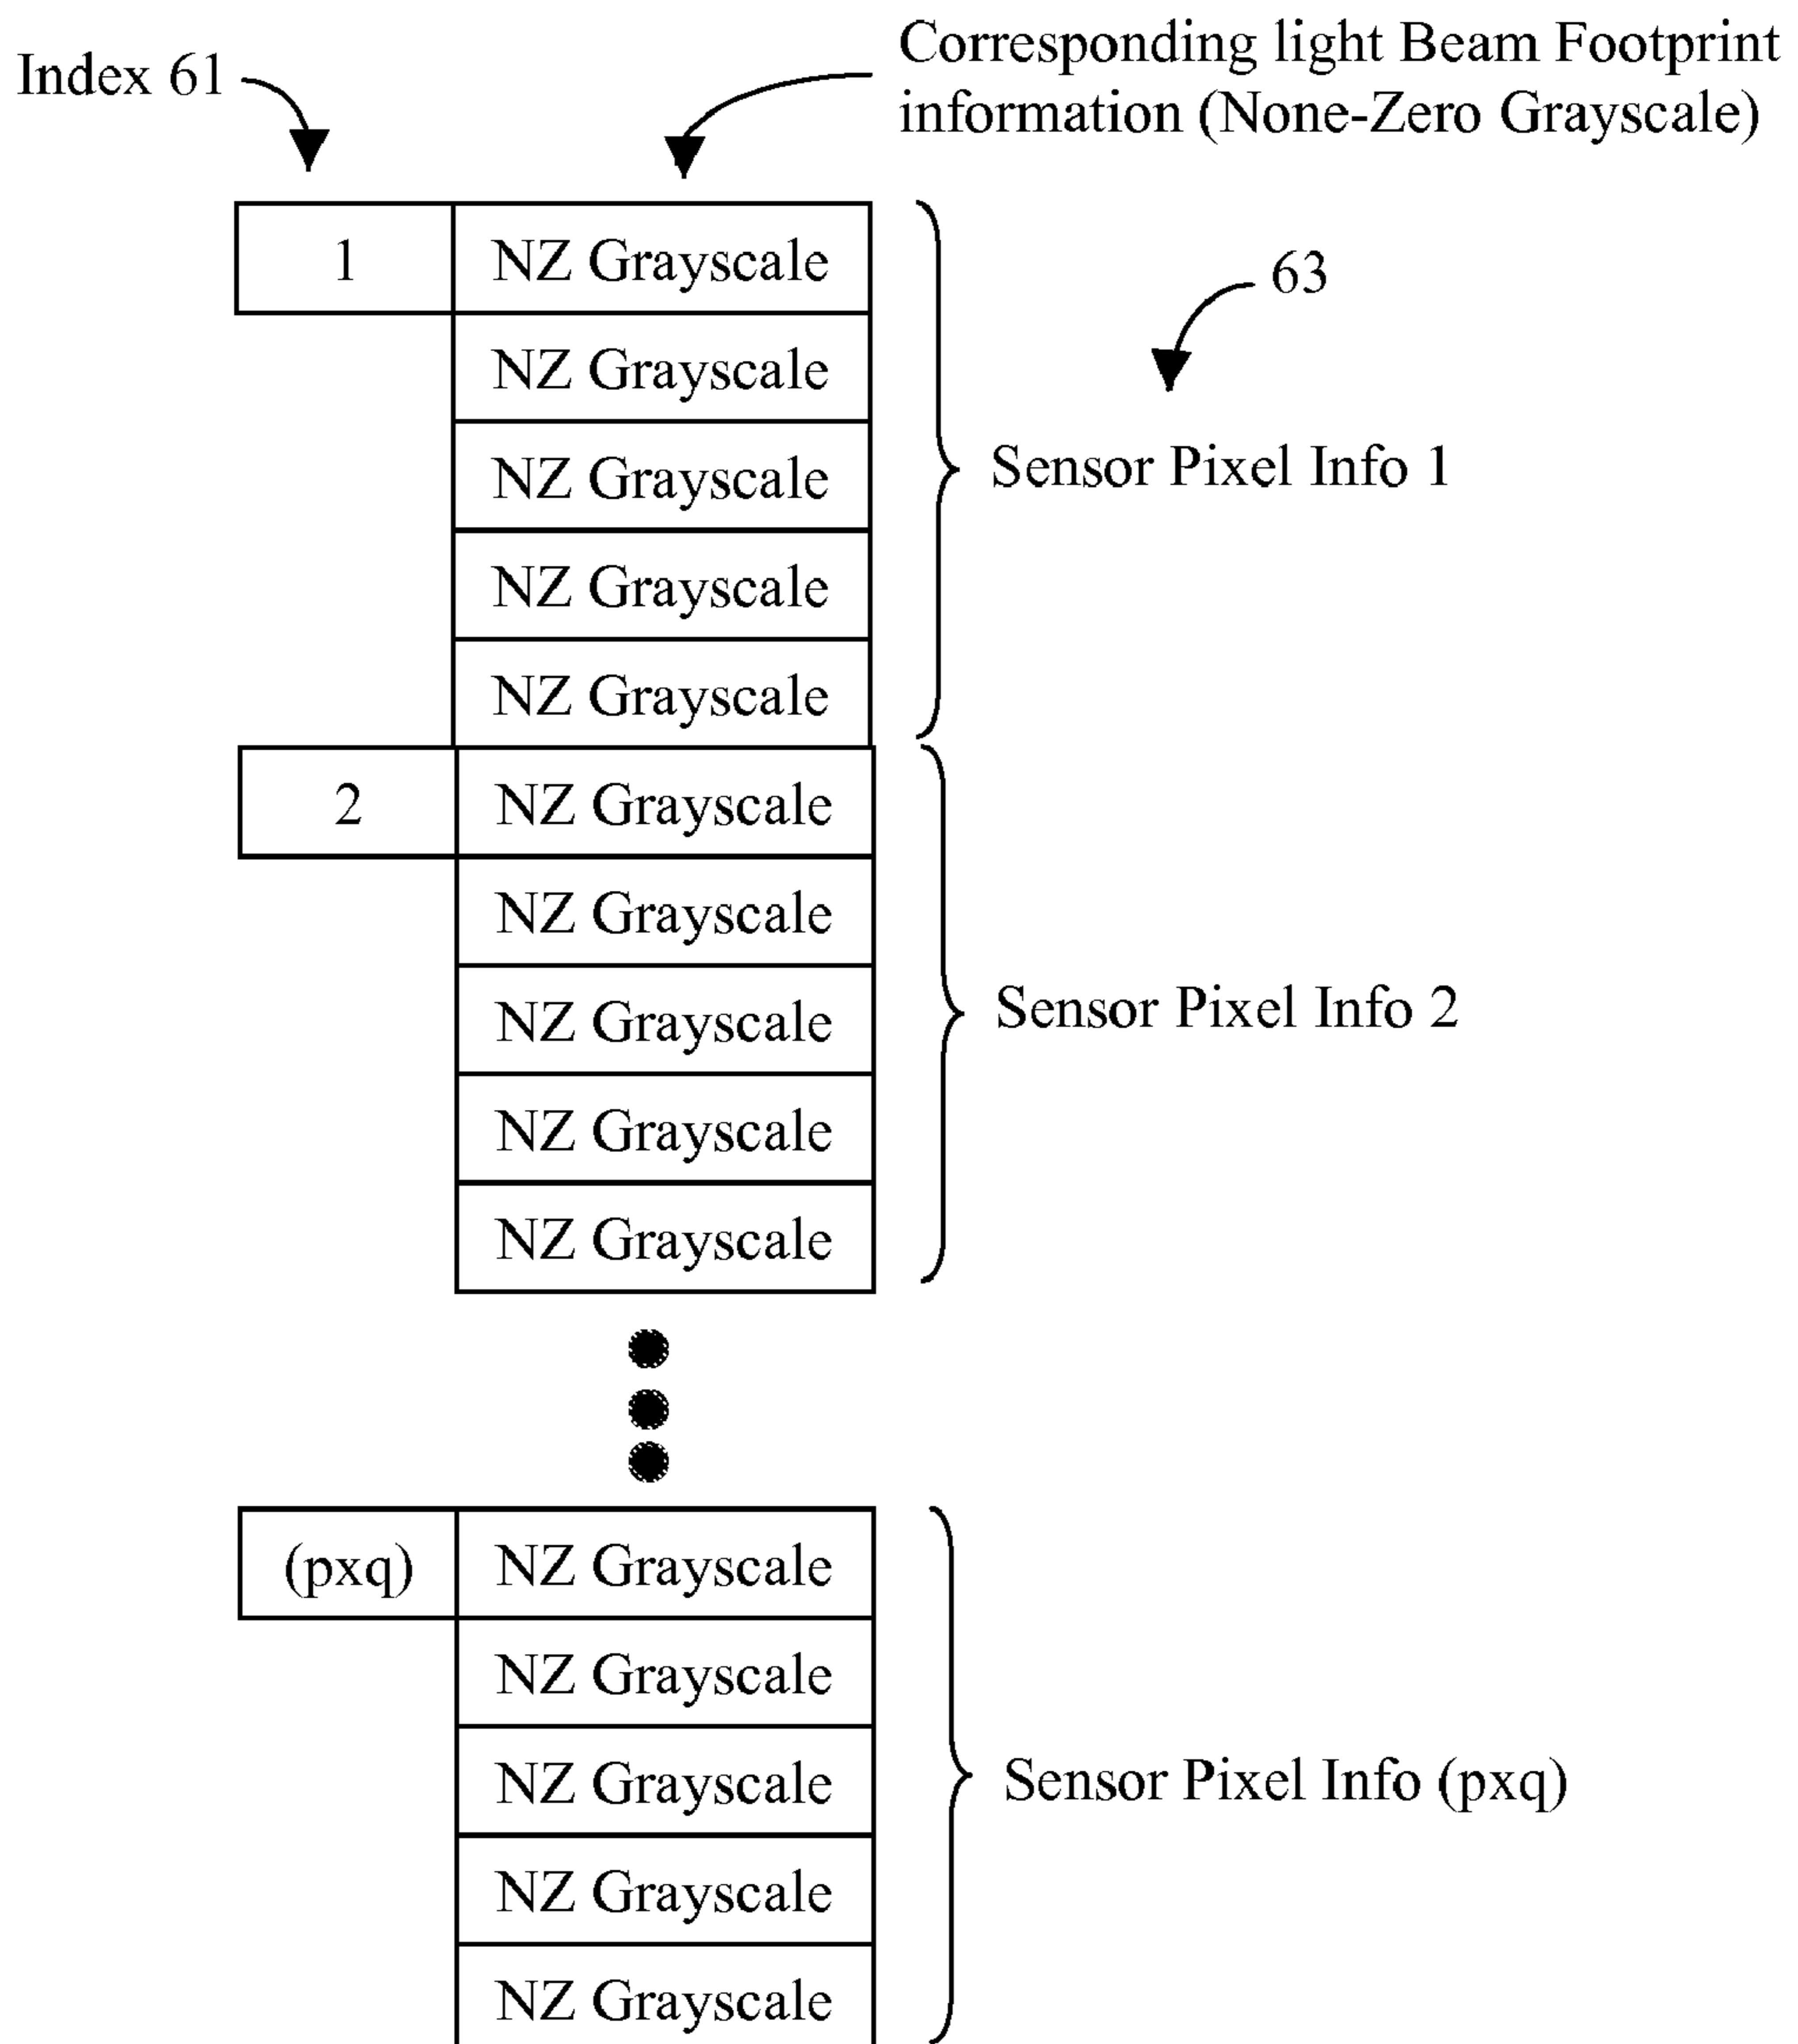 Index 61
Corresponding light Beam Footprint
information (None-Zero Grayscale)
1
NZ Grayscale
63
NZ Grayscale
NZ Grayscale
Sensor Pixel Info 1
NZ Grayscale
NZ Grayscale
2
NZ Grayscale
NZ Grayscale
NZ Grayscale
Sensor Pixel Info 2
NZ Grayscale
NZ Grayscale
(pxq)
NZ Grayscale
NZ Grayscale
NZ Grayscale
Sensor Pixel Info (pxq)
NZ Grayscale
NZ Grayscale